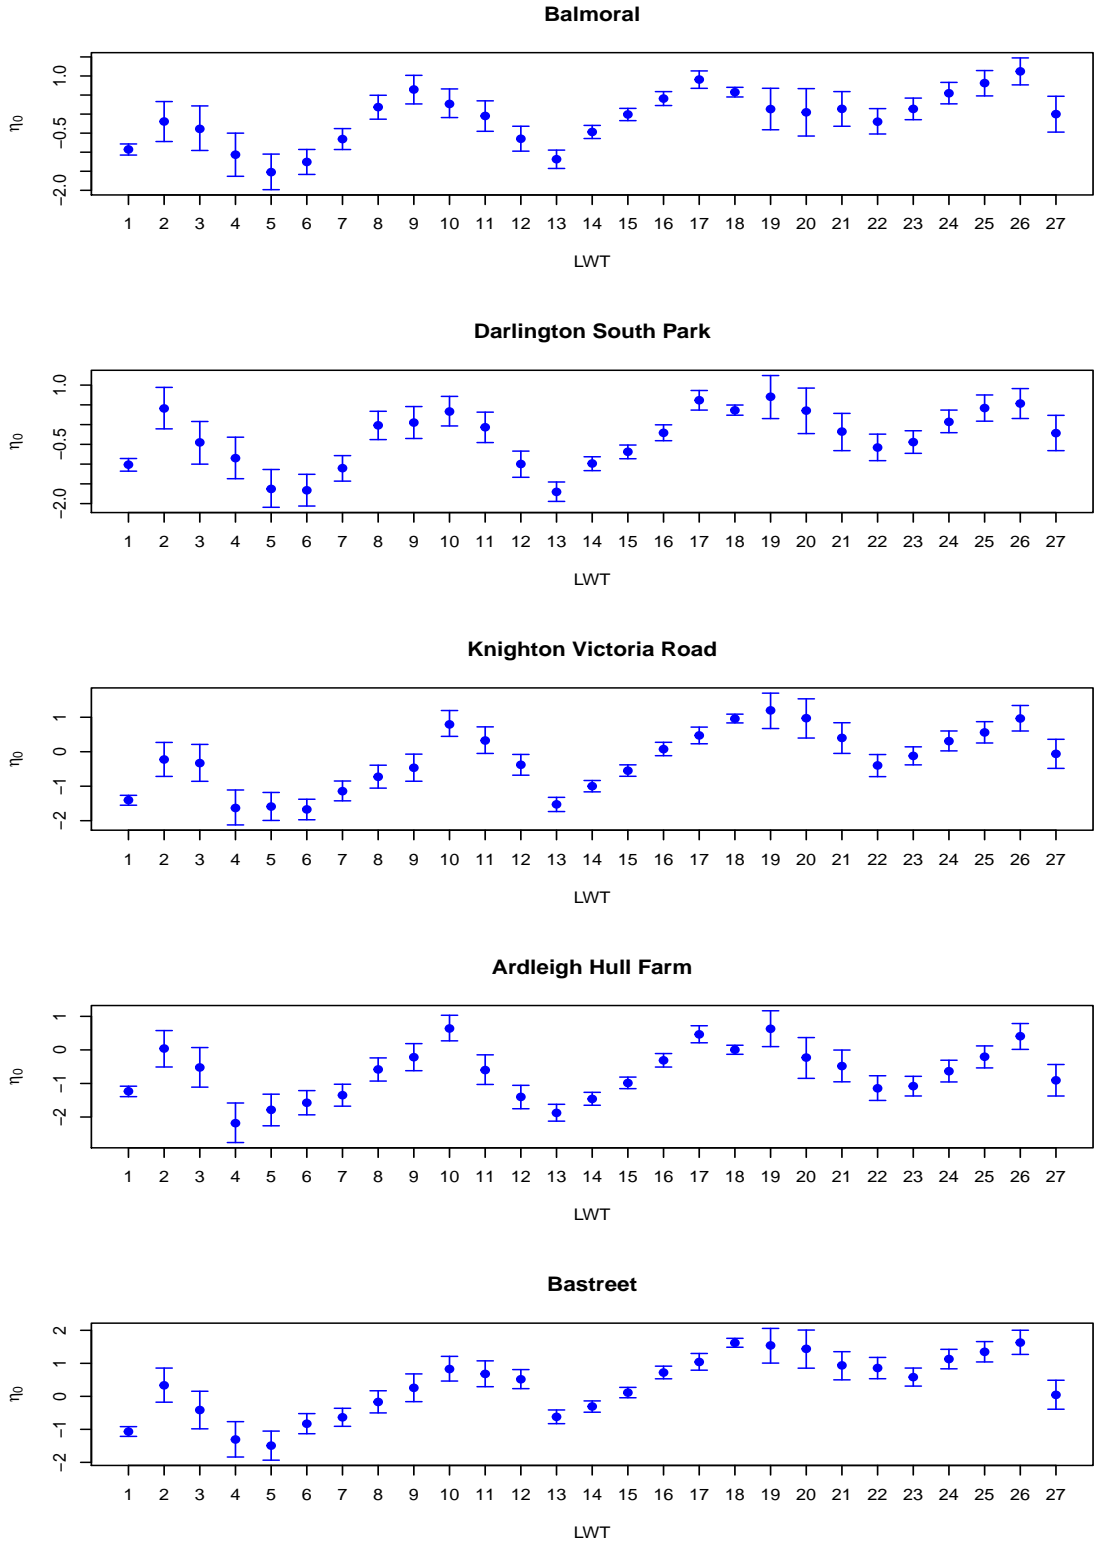 Balmoral
η0
1.0
−0.5
−2.0
1 2 3 4 5 6 7 8 9 10 11 12 13 14 15 16 17 18 19 20 21 22 23 24 25 26 27
LWT
Darlington South Park
η0
1.0
−0.5
−2.0
1 2 3 4 5 6 7 8 9 10 11 12 13 14 15 16 17 18 19 20 21 22 23 24 25 26 27
LWT
Knighton Victoria Road
η0
1
0
−1
−2
1 2 3 4 5 6 7 8 9 10 11 12 13 14 15 16 17 18 19 20 21 22 23 24 25 26 27
LWT
Ardleigh Hull Farm
η0
1
0
−1
−2
1 2 3 4 5 6 7 8 9 10 11 12 13 14 15 16 17 18 19 20 21 22 23 24 25 26 27
LWT
Bastreet
η0
2
1
0
−1
−2
1 2 3 4 5 6 7 8 9 10 11 12 13 14 15 16 17 18 19 20 21 22 23 24 25 26 27
LWT